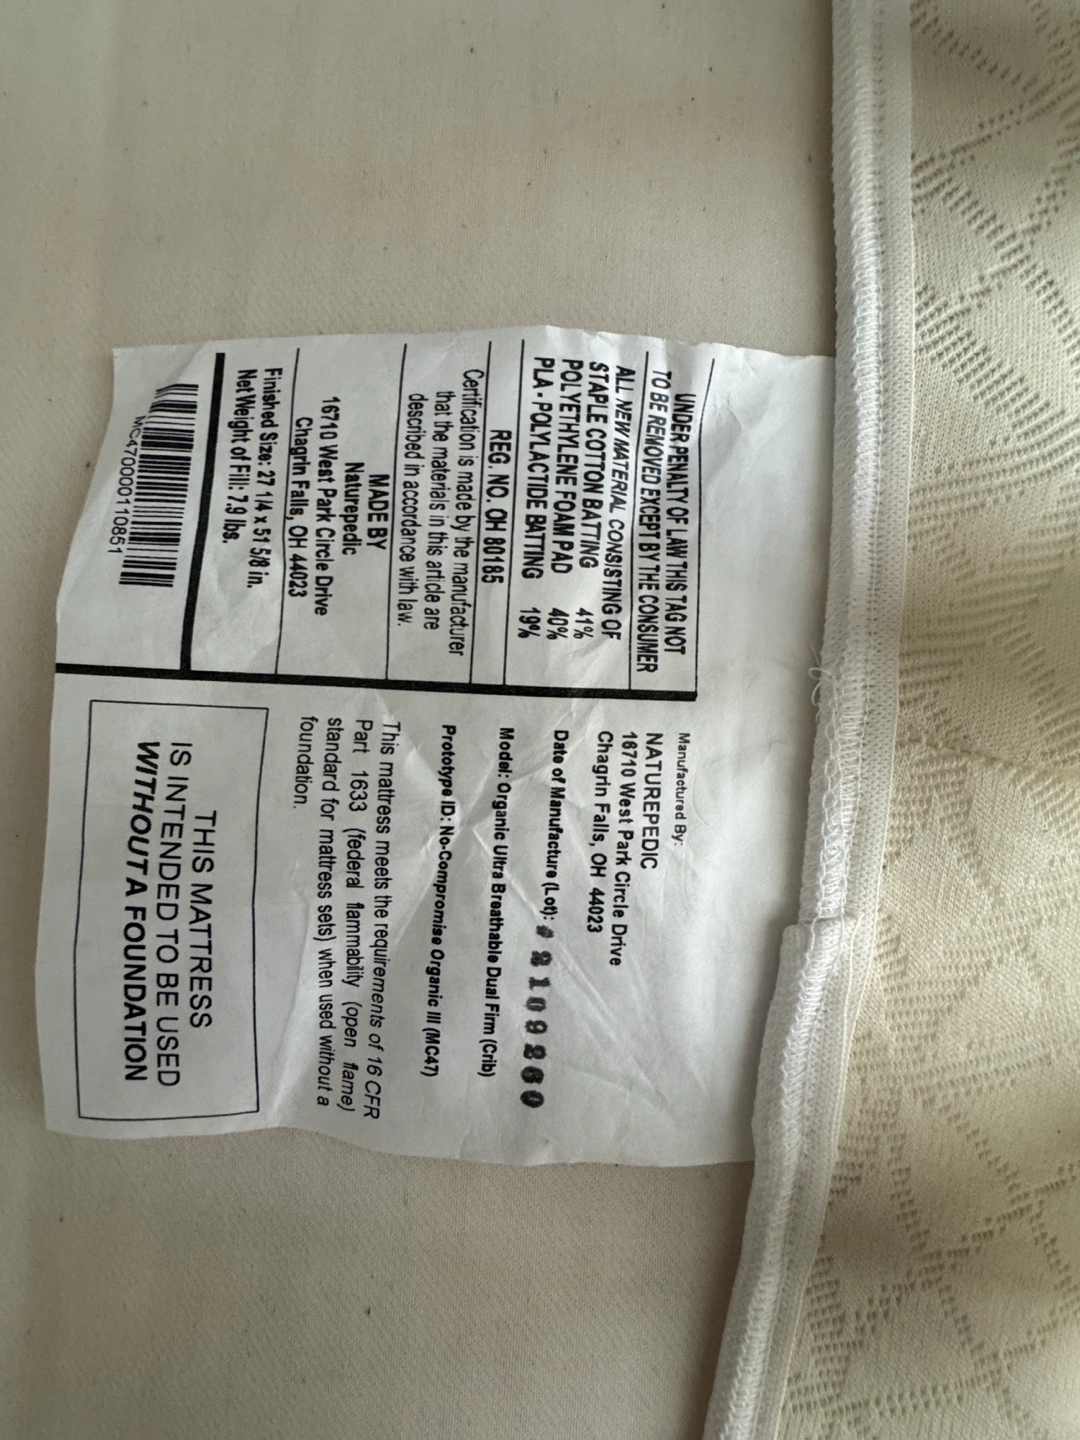 UNDER PENALTY OF LAW THIS TAG NOT
TO BE REMOVED EXCEPT BY THE CONSUMER
ALL NEW MATERIAL CONSISTING OF
STAPLE COTTON BATTING 41%
POLYETHYLENE FOAM PAD 40%
PLA - POLYLACTIDE BATTING 19%
REG. NO. OH 80185
Certification is made by the manufacturer
that the materials in this article are
described in accordance with law.
MADE BY
Naturepedic
16710 West Park Circle Drive
Chagrin Falls, OH 44023
Finished Size: 27 1/4 x 51 5/8 in.
Net Weight of Fill: 7.9 lbs.
MC470000110851
Manufactured By:
NATUREPEDIC
16710 West Park Circle Drive
Chagrin Falls, OH 44023
Date of Manufacture (Lot):
Model: Organic Ultra Breathable Dual Firm (Crib)
Prototype ID: No-Compromise Organic III (MC47)
This mattress meets the requirements of 16 CFR
Part 1633 (federal flammability (open flame)
standard for mattress sets) when used without a
foundation.
THIS MATTRESS
IS INTENDED TO BE USED
WITHOUT A FOUNDATION